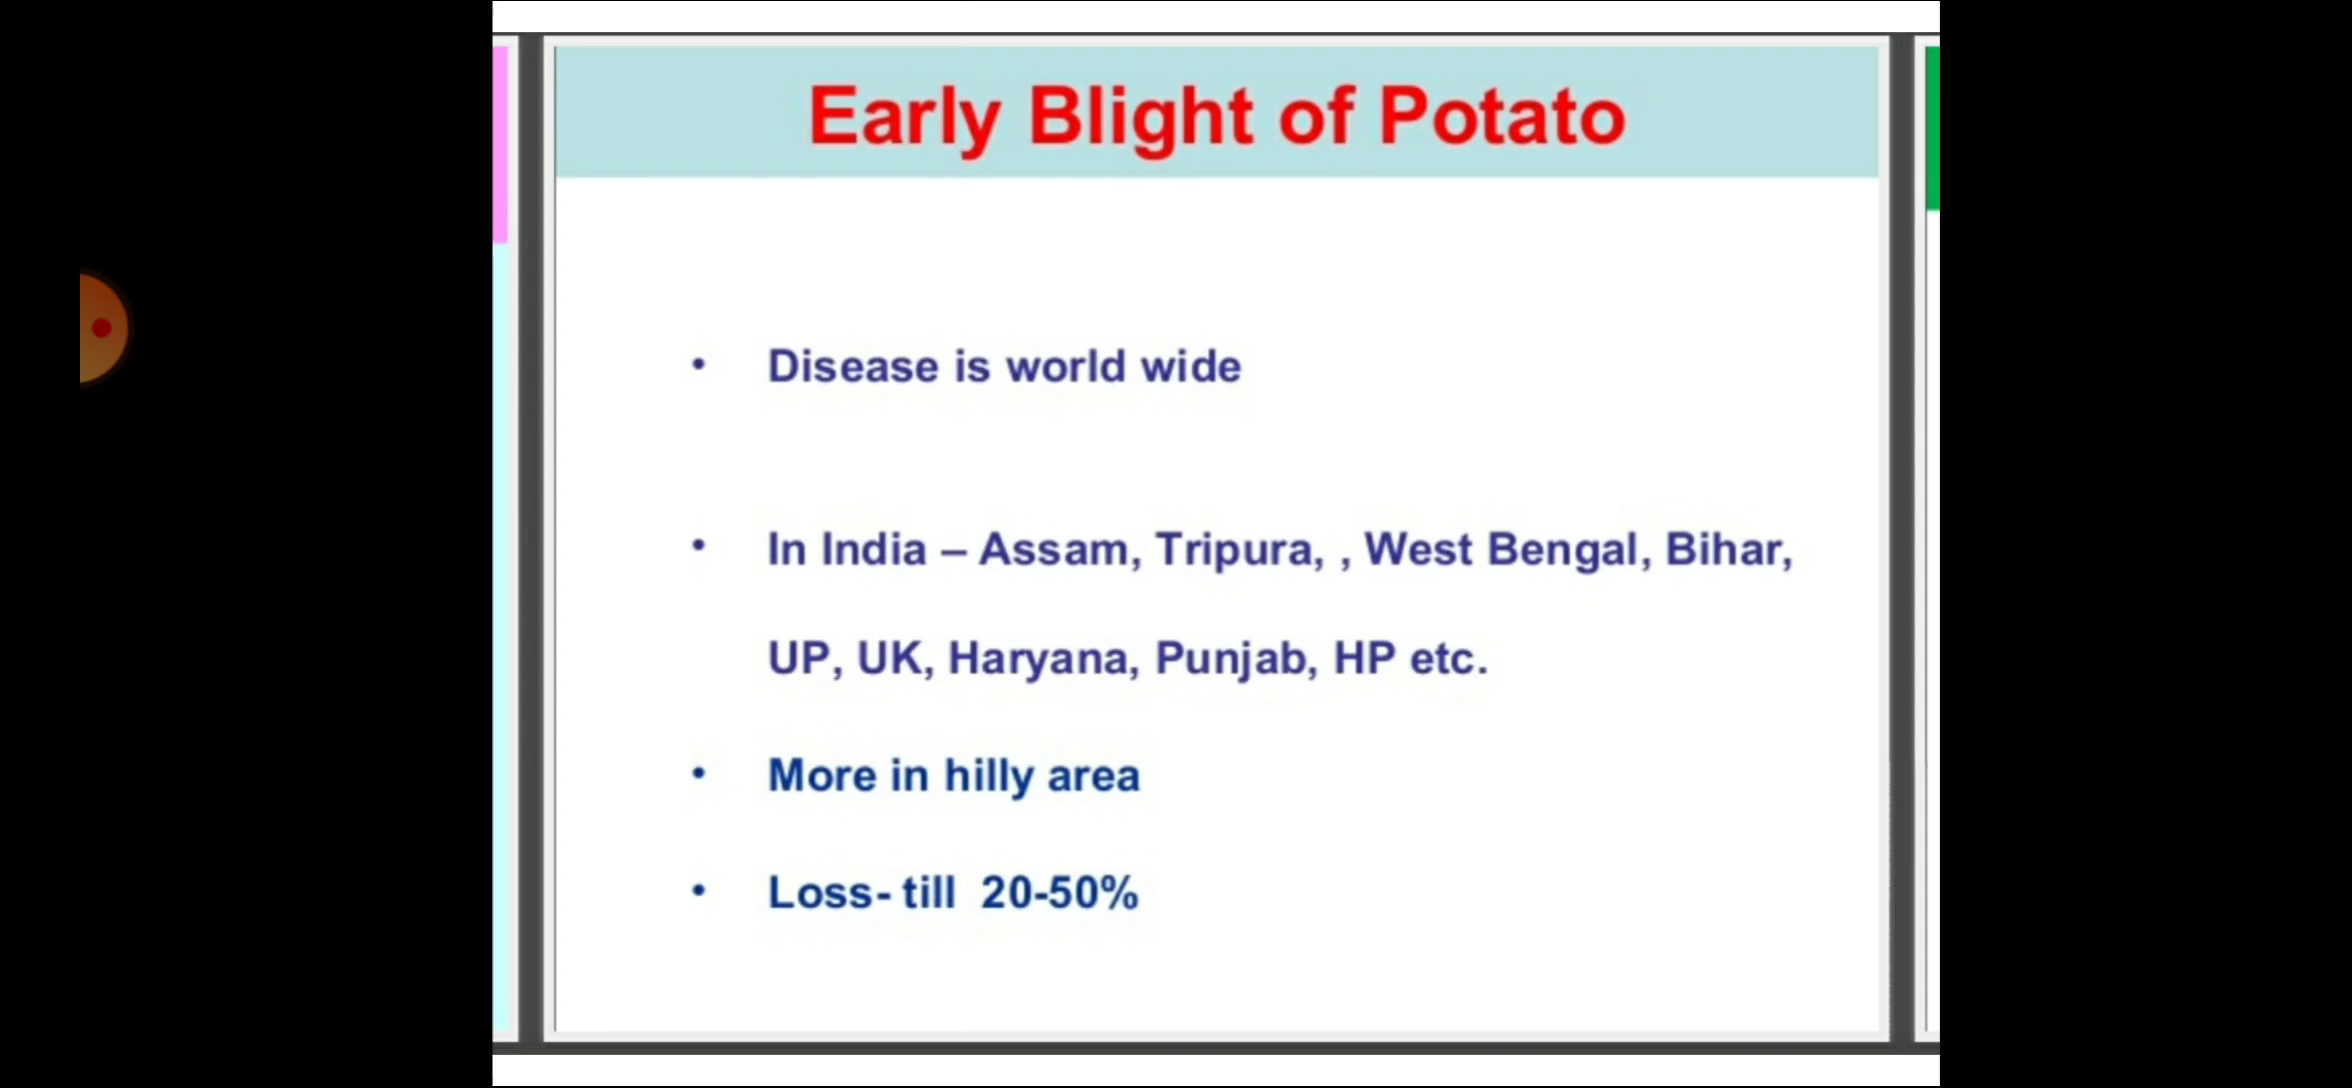 Early Blight of Potato
• Disease is world wide
• In India – Assam, Tripura, , West Bengal, Bihar,
UP, UK, Haryana, Punjab, HP etc.
• More in hilly area
• Loss- till 20-50%